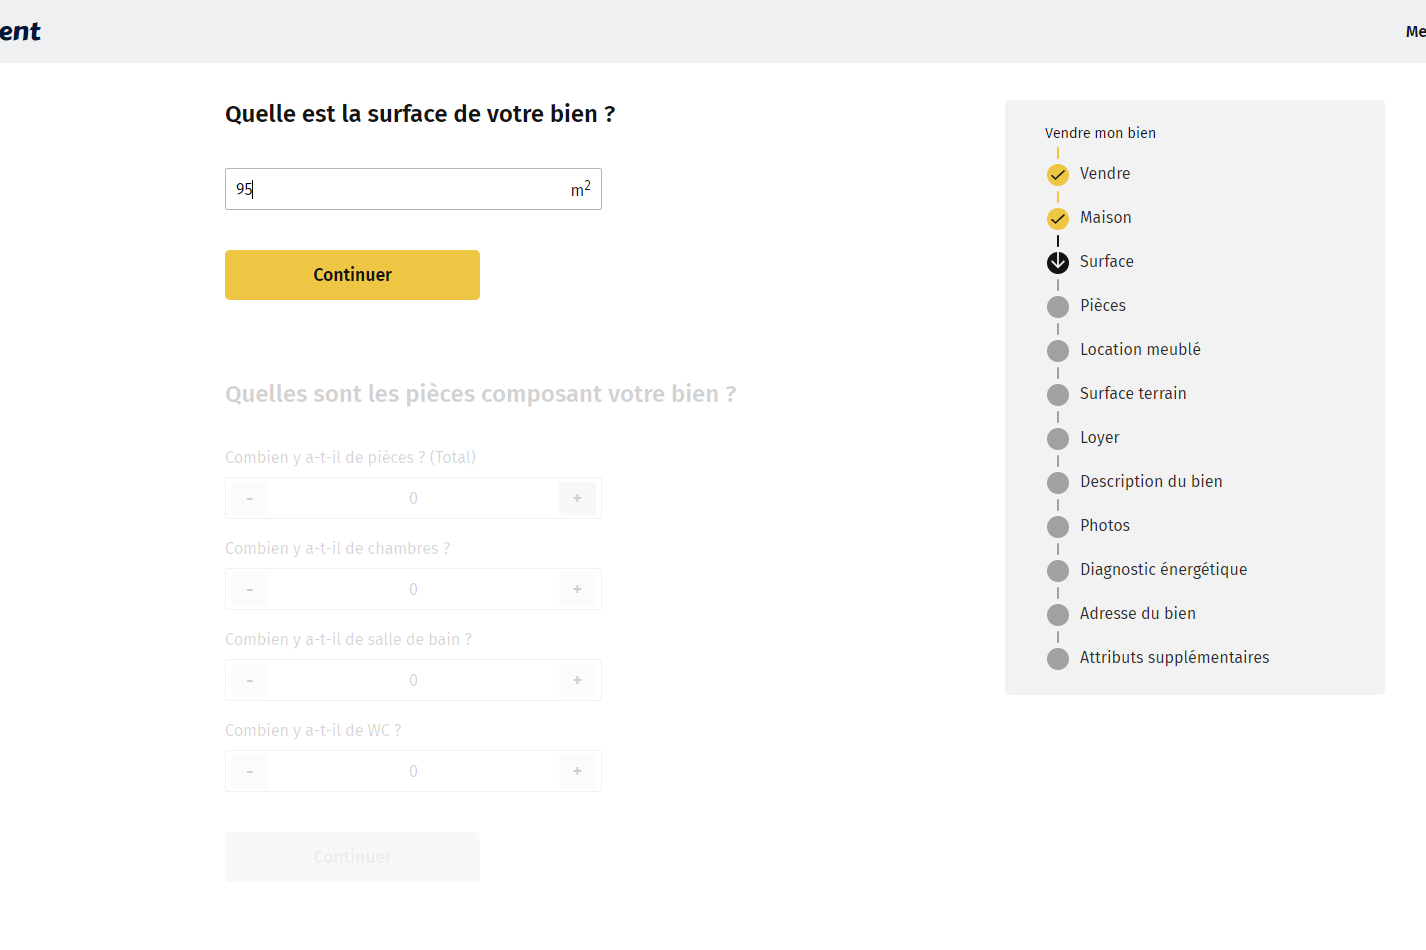 ent
Me
Quelle est la surface de votre bien ?
95
m²
Continuer
Quelles sont les pièces composant votre bien ?
Combien y a-t-il de pièces ? (Total)
- 0 +
Combien y a-t-il de chambres ?
- 0 +
Combien y a-t-il de salle de bain ?
- 0 +
Combien y a-t-il de WC ?
- 0 +
Continuer
Vendre mon bien
Vendre
Maison
Surface
Pièces
Location meublé
Surface terrain
Loyer
Description du bien
Photos
Diagnostic énergétique
Adresse du bien
Attributs supplémentaires